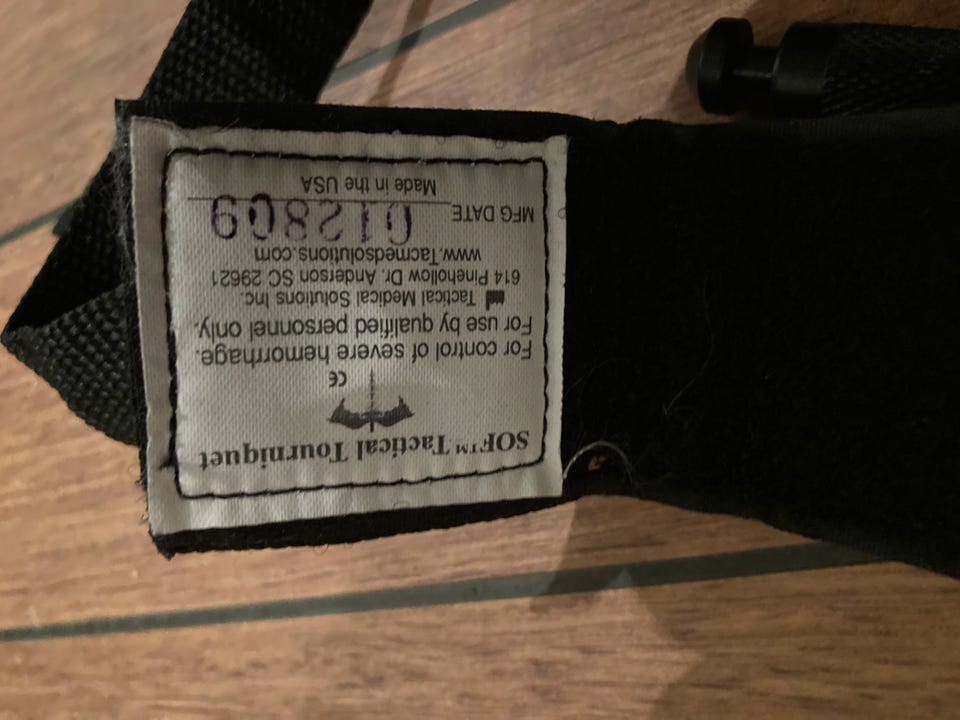 SOF™ Tactical Tourniquet
CE
For control of severe hemorrhage.
For use by qualified personnel only.
Tactical Medical Solutions Inc.
614 Pinehollow Dr. Anderson SC 29621
www.Tacmedsolutions.com
MFG DATE 012809
Made in the USA